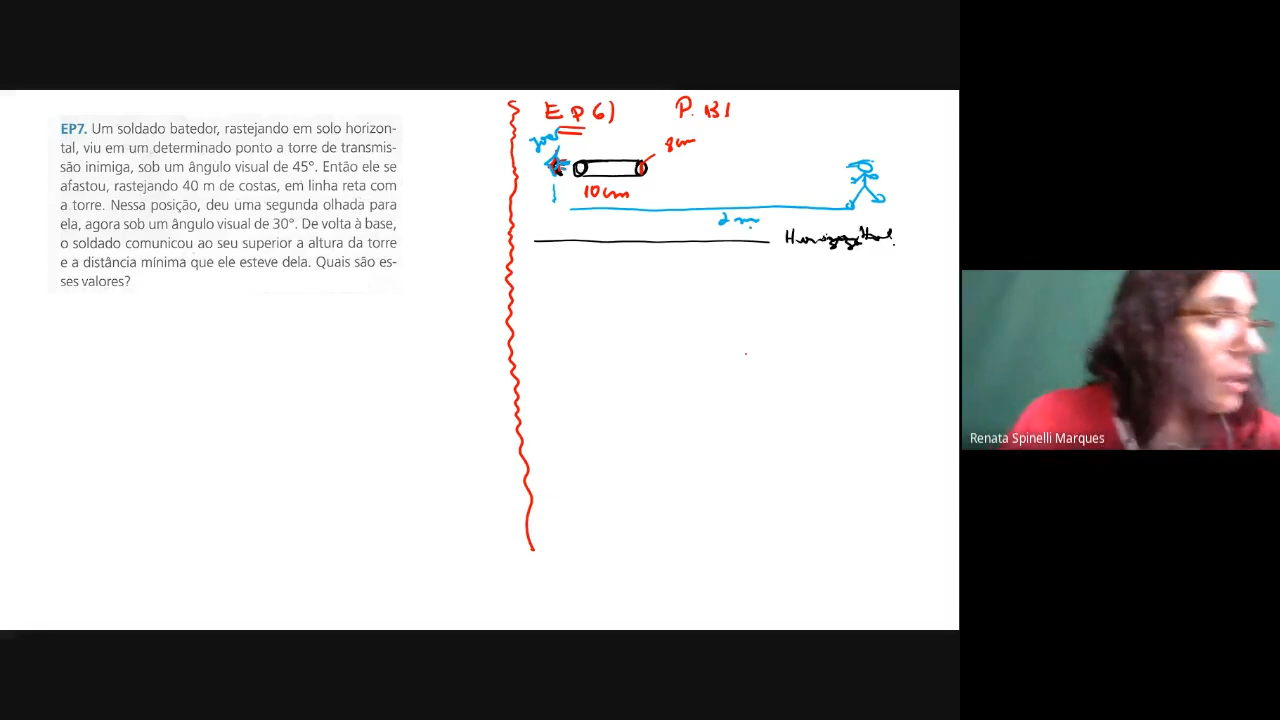 EP7. Um soldado batedor, rastejando em solo horizon-
tal, viu em um determinado ponto a torre de transmis-
são inimiga, sob um ângulo visual de 45°. Então ele se
afastou, rastejando 40 m de costas, em linha reta com
a torre. Nessa posição, deu uma segunda olhada para
ela, agora sob um ângulo visual de 30°. De volta à base,
o soldado comunicou ao seu superior a altura da torre
e a distância mínima que ele esteve dela. Quais são es-
ses valores?
EP6) P. 131
8cm
10cm
2m
Renata Spinelli Marques